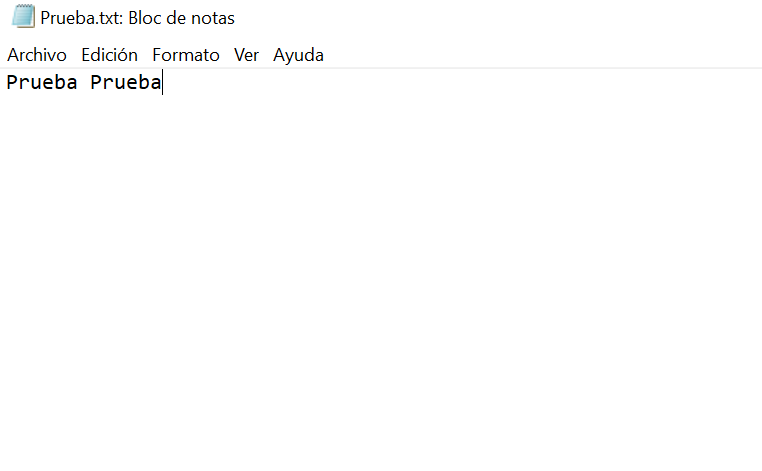 Prueba.txt: Bloc de notas
Archivo Edición Formato Ver Ayuda
Prueba Prueba